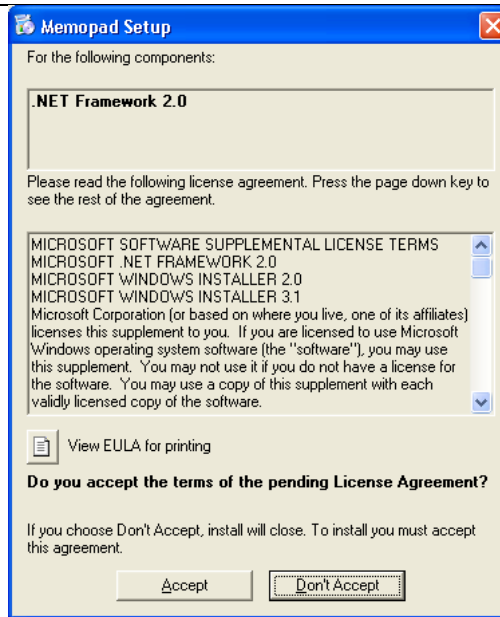 Memopad Setup
For the following components:
.NET Framework 2.0
Please read the following license agreement. Press the page down key to
see the rest of the agreement.
MICROSOFT SOFTWARE SUPPLEMENTAL LICENSE TERMS
MICROSOFT .NET FRAMEWORK 2.0
MICROSOFT WINDOWS INSTALLER 2.0
MICROSOFT WINDOWS INSTALLER 3.1
Microsoft Corporation (or based on where you live, one of its affiliates)
licenses this supplement to you. If you are licensed to use Microsoft
Windows operating system software (the "software"), you may use
this supplement. You may not use it if you do not have a license for
the software. You may use a copy of this supplement with each
validly licensed copy of the software.
View EULA for printing
Do you accept the terms of the pending License Agreement?
If you choose Don't Accept, install will close. To install you must accept
this agreement.
Accept
Don't Accept